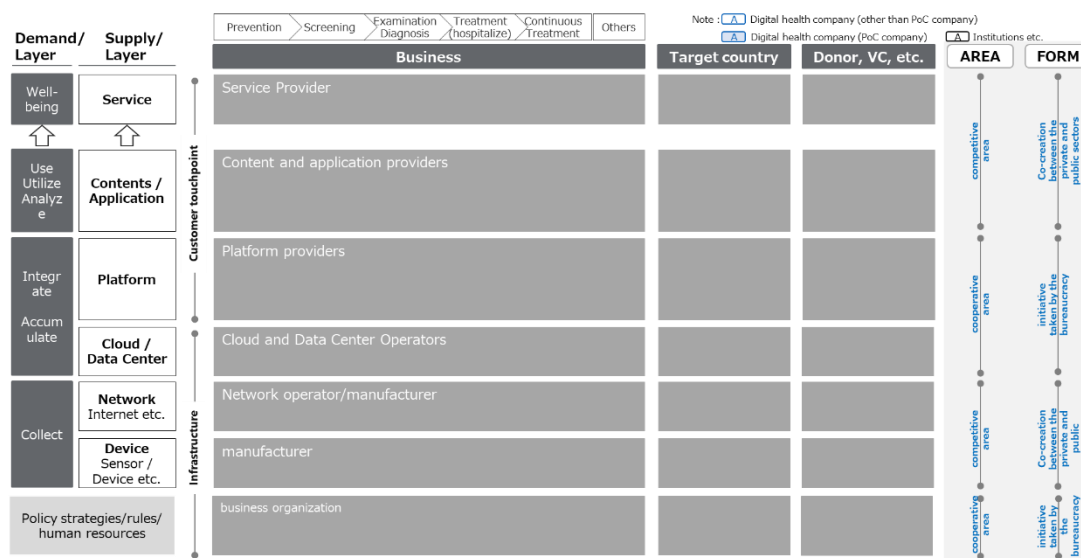 Prevention
Screening
Examination
Diagnosis
Treatment
(hospitalize)
Continuous
Treatment
Others
Note :
A
Digital health company (other than PoC company)
A
Digital health company (PoC company)
A
Institutions etc.
Demand/
Layer
Supply/
Layer
Business
Target country
Donor, VC, etc.
AREA
FORM
Well-
being
Service
Service Provider
Use
Utilize
Analyz
e
Contents /
Application
Content and application providers
Customer touchpoint
competitive
area
Co-creation
between the
private and
public sectors
Integr
ate
Accum
ulate
Platform
Platform providers
cooperative
area
initiative
taken by the
bureaucracy
Cloud /
Data Center
Cloud and Data Center Operators
Collect
Network
Internet etc.
Network operator/manufacturer
Infrastructure
competitive
area
Co-creation
between the
private and
public
Device
Sensor /
Device etc.
manufacturer
Policy strategies/rules/
human resources
business organization
cooperative
area
initiative
taken by
the
bureaucracy